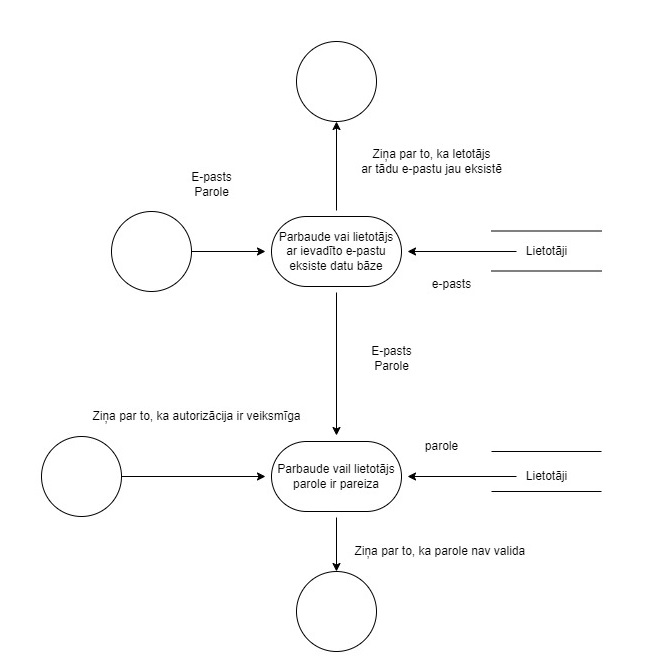 Ziņa par to, ka letotājs
ar tādu e-pastu jau eksistē
E-pasts
Parole
Parbaude vai lietotājs
ar ievadīto e-pastu
eksiste datu bāze
Lietotāji
e-pasts
E-pasts
Parole
Ziņa par to, ka autorizācija ir veiksmīga
parole
Parbaude vail lietotājs
parole ir pareiza
Lietotāji
Ziņa par to, ka parole nav valida